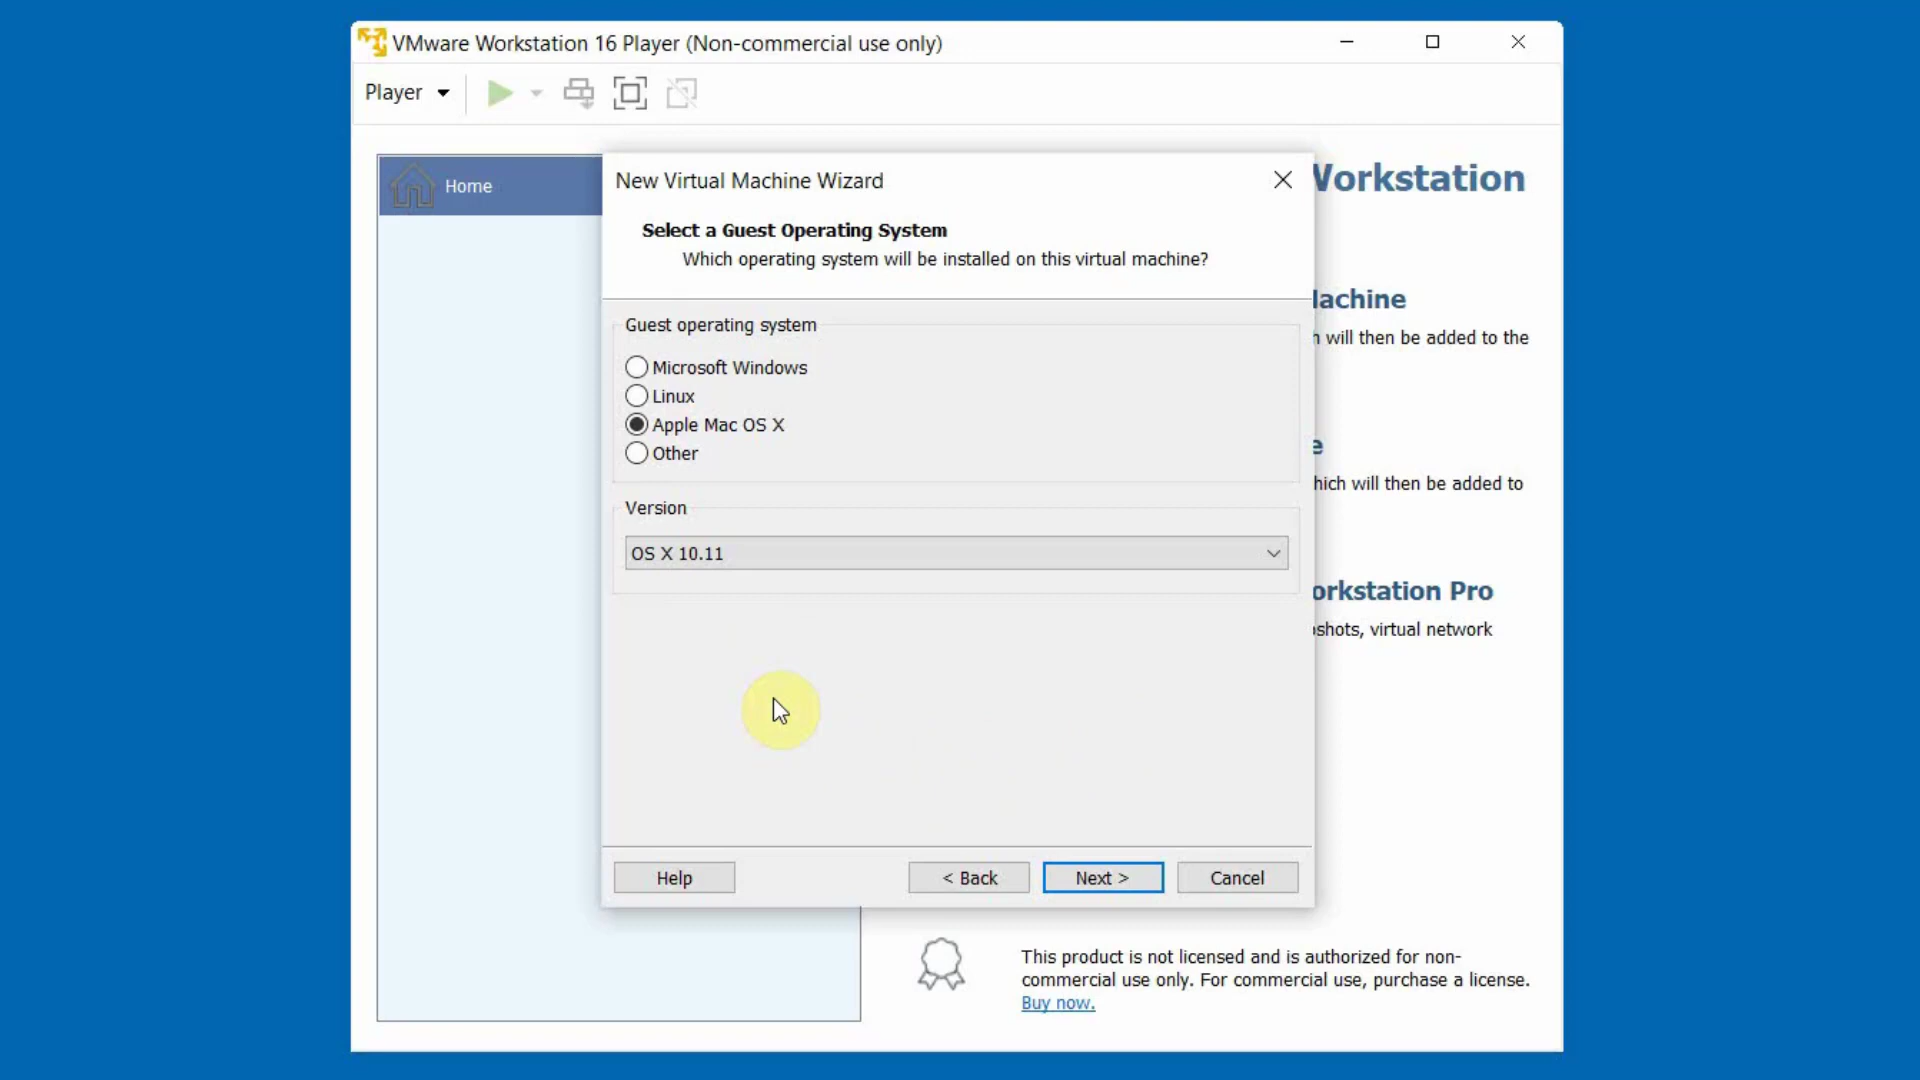 VMware Workstation 16 Player (Non-commercial use only)
Player
Home
New Virtual Machine Wizard
Select a Guest Operating System
Which operating system will be installed on this virtual machine?
Guest operating system
Microsoft Windows
Linux
Apple Mac OS X
Other
Version
OS X 10.11
Help
< Back
Next >
Cancel
Workstation
Machine
will then be added to the
e
hich will then be added to
orkstation Pro
shots, virtual network
This product is not licensed and is authorized for non-
commercial use only. For commercial use, purchase a license.
Buy now.